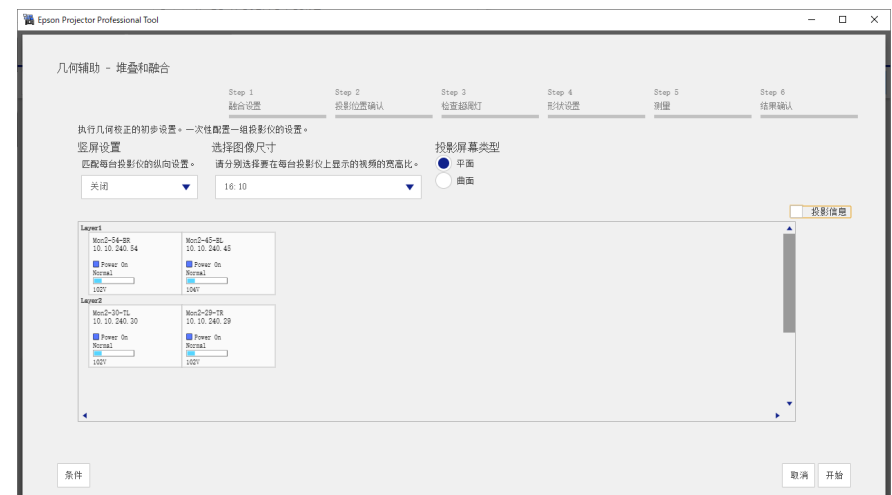 Epson Projector Professional Tool
几何辅助 - 堆叠和融合
Step 1
融合设置
Step 2
投影位置确认
Step 3
检查超调灯
Step 4
形状设置
Step 5
测量
Step 6
结果确认
执行几何校正的初步设置。一次性配置一组投影仪的设置。
竖屏设置
匹配每台投影仪的纵向设置。
关闭
选择图像尺寸
请分别选择要在每台投影仪上显示的视频的宽高比。
16:10
投影屏幕类型
平面
曲面
投影信息
Layer1
Mon2-54-BR
10.10.240.54
Power On
Normal
102V
Mon2-45-BL
10.10.240.45
Power On
Normal
104V
Layer2
Mon2-30-TL
10.10.240.30
Power On
Normal
102V
Mon2-29-TR
10.10.240.29
Power On
Normal
102V
条件
取消
开始